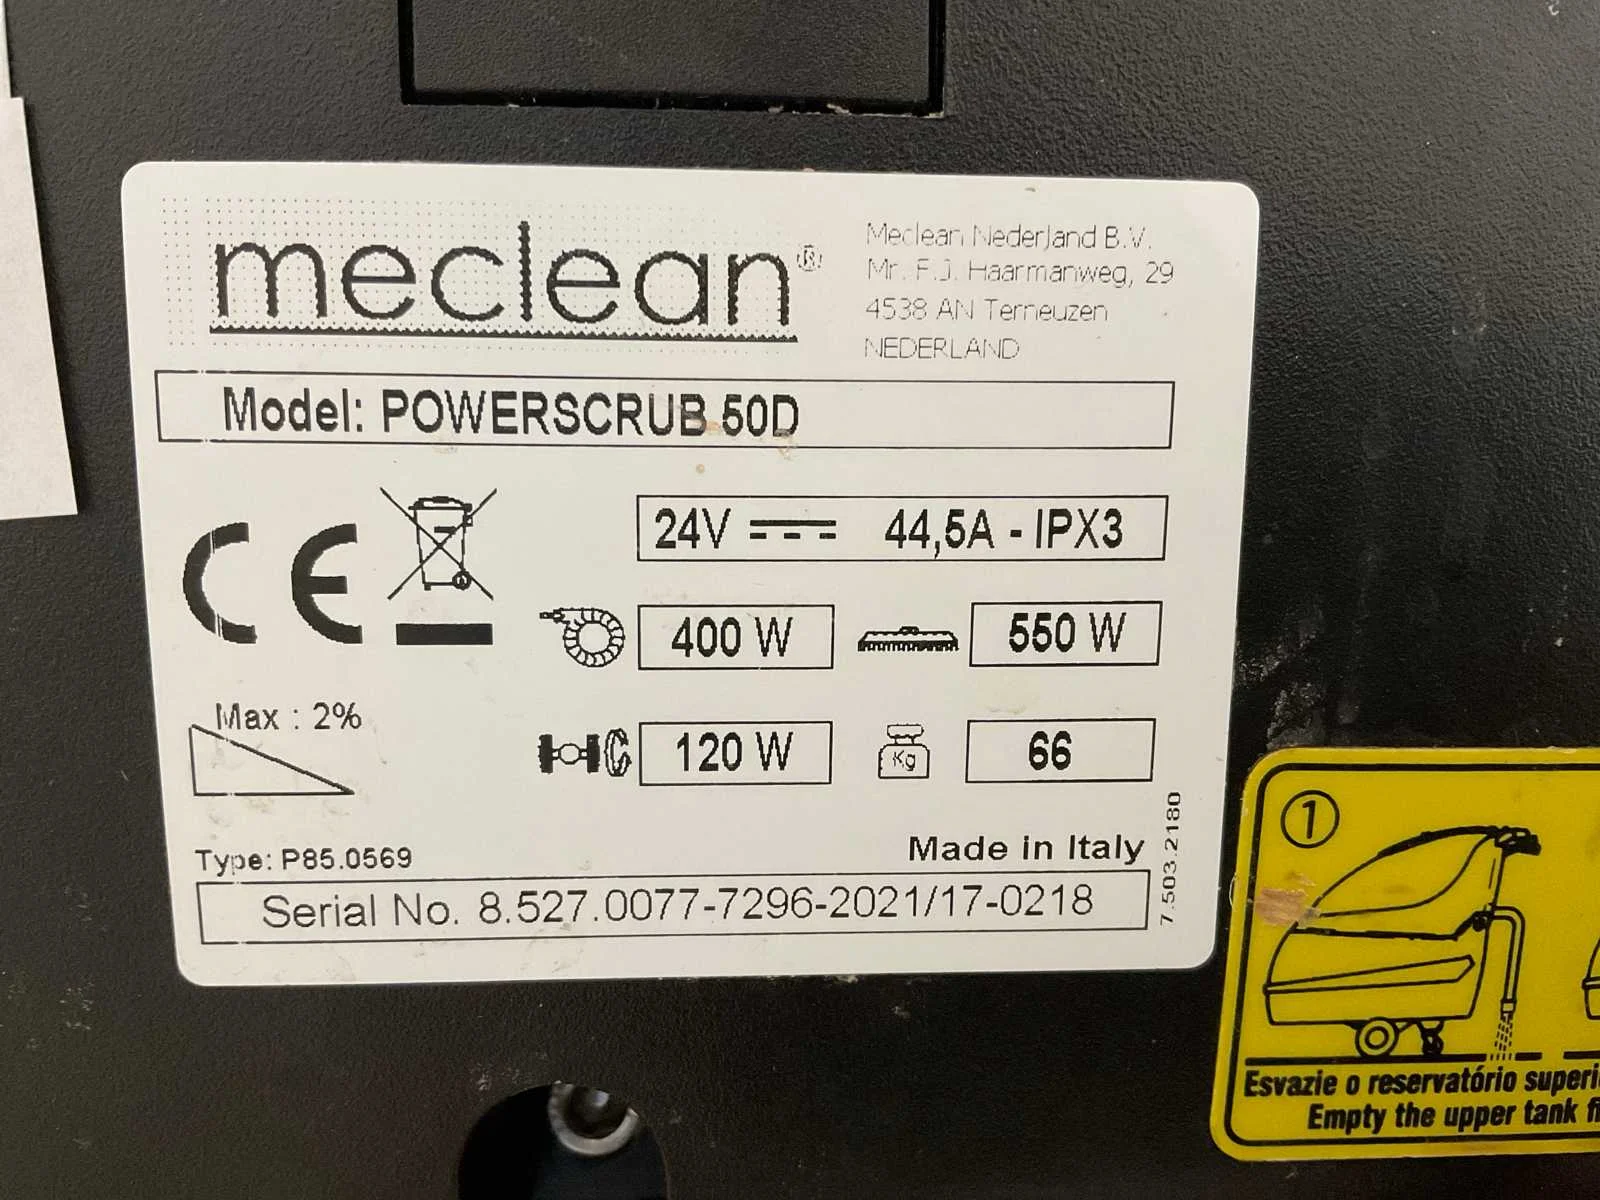 meclean®
Meclean Nederland B.V.
Mr. F.J. Haarmanweg, 29
4538 AN Terneuzen
NEDERLAND
Model: POWERSCRUB 50D
CE
24V 44,5A - IPX3
400 W
550 W
Max : 2%
120 W
Kg
66
Type: P85.0569
Made in Italy
Serial No. 8.527.0077-7296-2021/17-0218
7.503.2180
1
Esvazie o reservatório
Empty the upper tank